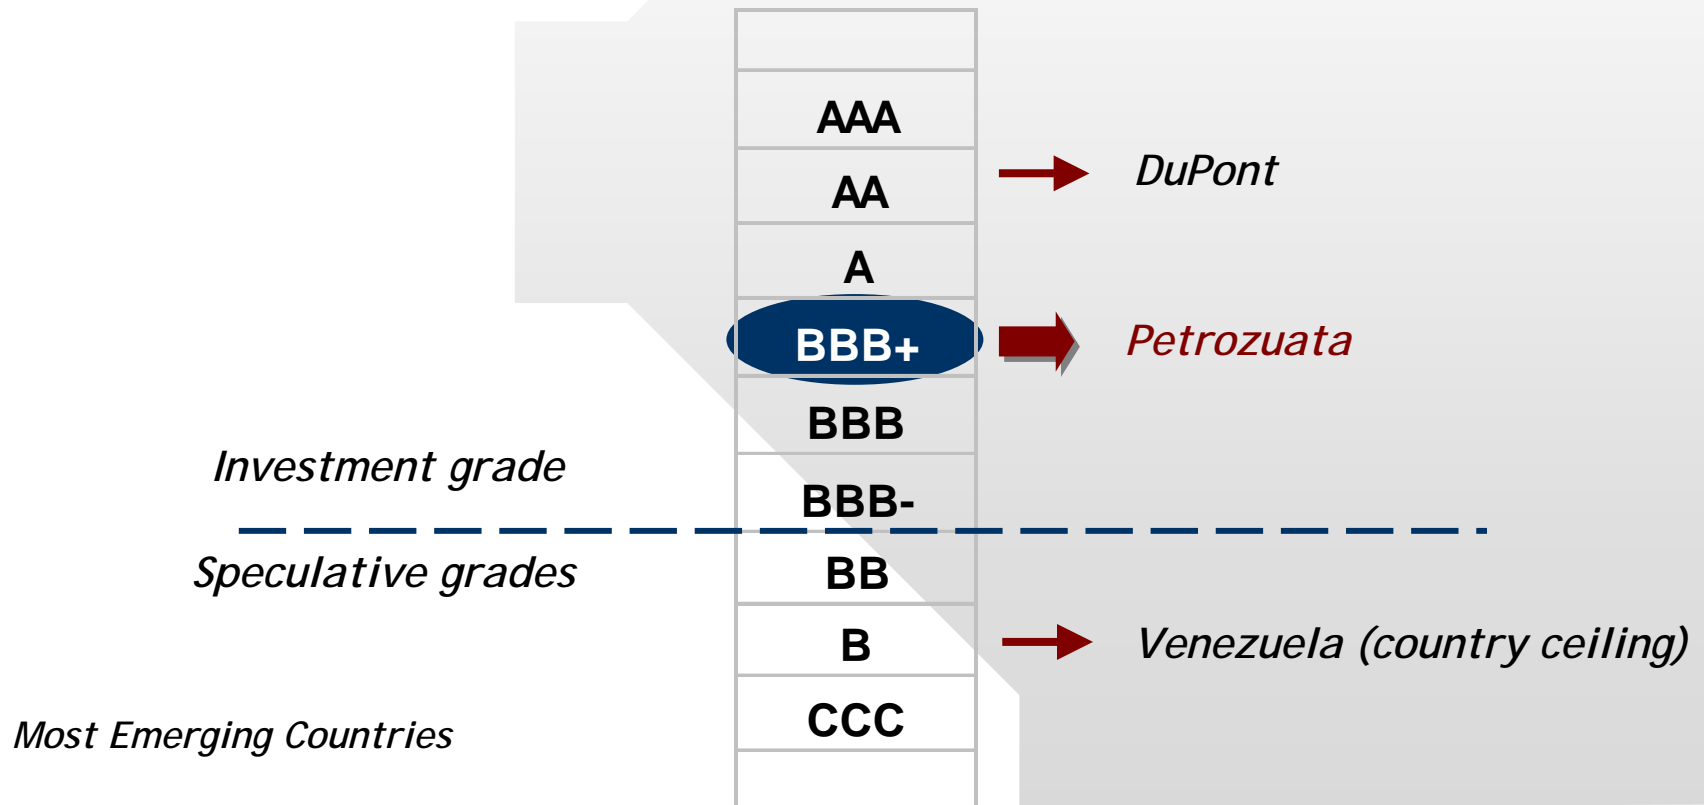 AAA
DuPont
AA
A
BBB+
Petrozuata
BBB
Investment grade
BBB-
Speculative grades
BB
B
Venezuela (country ceiling)
CCC
Most Emerging Countries